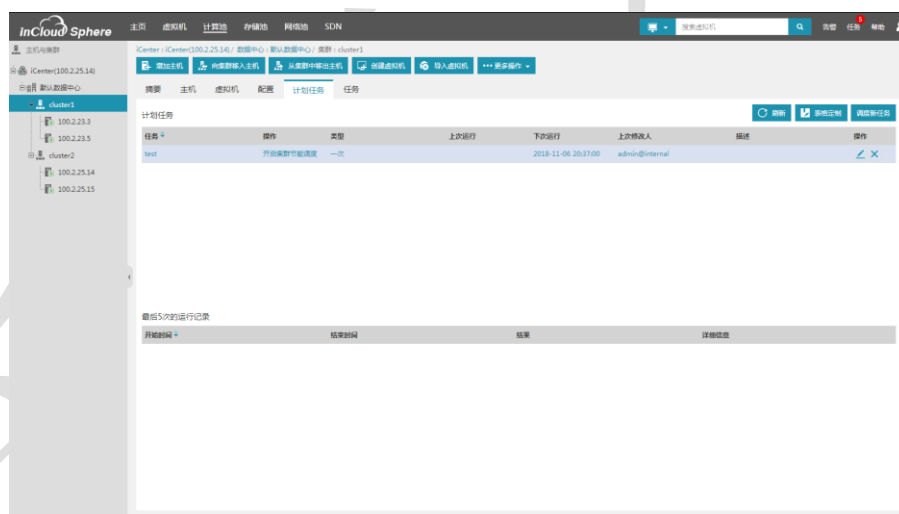 inCloud Sphere
主页 虚拟机 计算池 存储池 网络池 SDN
搜索虚拟机
告警 任务 5 帮助
主机与集群
iCenter(100.2.25.14)
默认数据中心
cluster1
100.2.23.3
100.2.23.5
cluster2
100.2.25.14
100.2.25.15
iCenter : iCenter(100.2.25.14) / 数据中心 : 默认数据中心 / 集群 : cluster1
增加主机 向集群移入主机 从集群中移出主机 创建虚拟机 导入虚拟机 更多操作
摘要 主机 虚拟机 配置 计划任务 任务
计划任务
刷新 表格定制 调度新任务
任务 操作 类型 上次运行 下次运行 上次修改人 描述 操作
test 开启集群节能调度 一次 2018-11-06 20:37:00 admin@internal
最后5次的运行记录
开始时间 结束时间 结果 详细信息